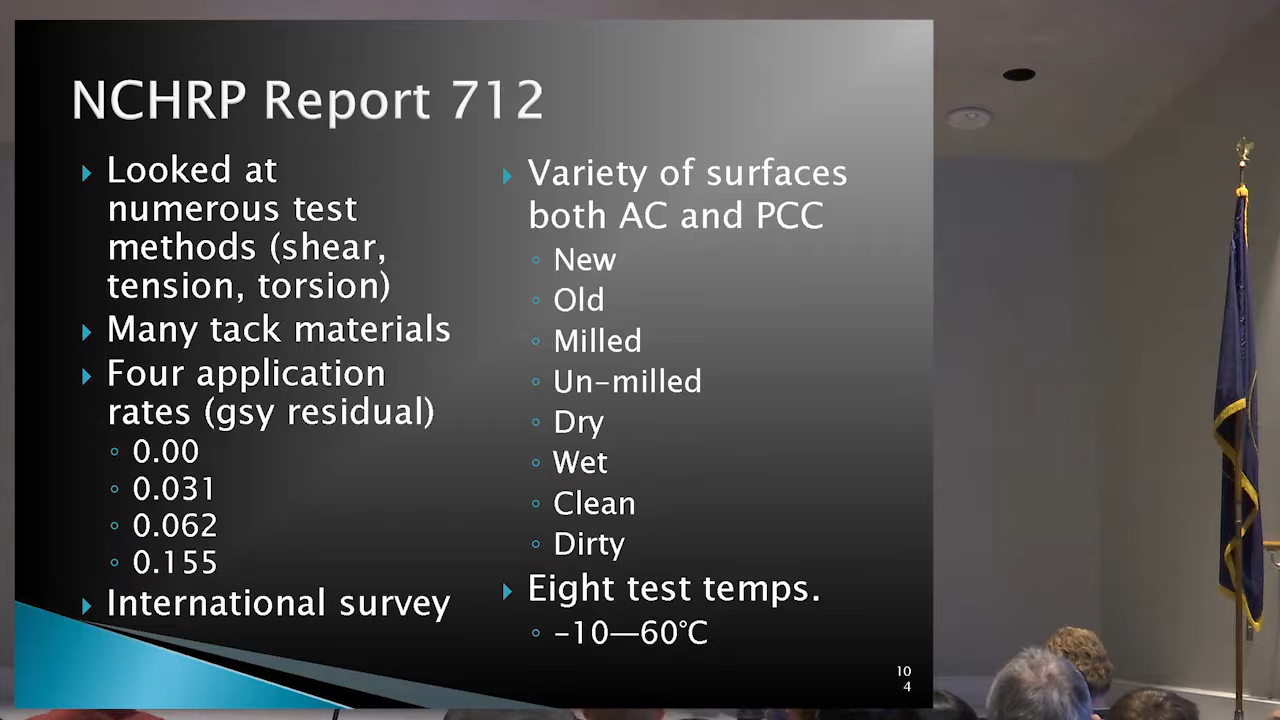 NCHRP Report 712
Looked at
numerous test
methods (shear,
tension, torsion)
Many tack materials
Four application
rates (gsy residual)
0.00
0.031
0.062
0.155
International survey
Variety of surfaces
both AC and PCC
New
Old
Milled
Un-milled
Dry
Wet
Clean
Dirty
Eight test temps.
-10—60°C
10
4